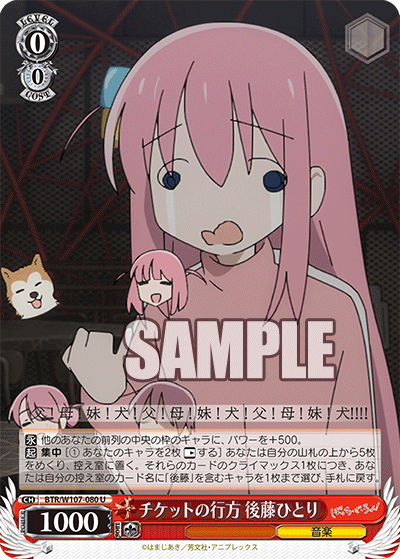 LEVEL
0
0
COST
SAMPLE
父！母！妹！犬！父！母！妹！犬！父！母！妹！犬！!!!
永 他のあなたの前列の中央の枠のキャラに、パワーを＋500。
起 集中 [① あなたのキャラを2枚レストする] あなたは自分の山札の上から5枚
をめくり、控え室に置く。それらのカードのクライマックス1枚につき、あなた
は自分の控え室のカード名に「後藤」を含むキャラを1枚まで選び、手札に戻す。
CH BTR/W107-080 U
1000
チケットの行方 後藤ひとり
ぼっち・ざ・ろっく！
音楽
©はまじあき／芳文社・アニプレックス